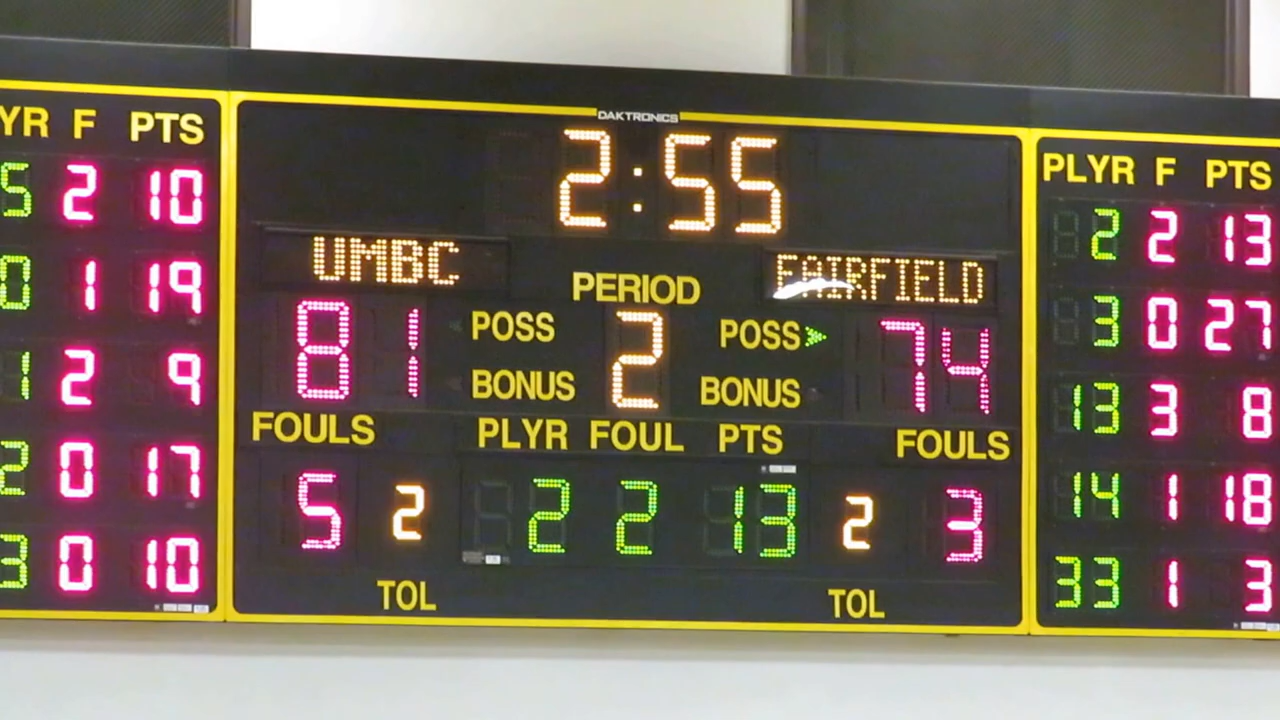 DAKTRONICS
YR F PTS
5 2 10
0 1 19
1 2 9
2 0 17
3 0 10
2:55
UMBC
FAIRFIELD
PERIOD
81
POSS
2
POSS
74
BONUS
BONUS
FOULS
PLYR FOUL PTS
FOULS
5 2 2 2 13 2 3
TOL
TOL
PLYR F PTS
2 2 13
3 0 27
13 3 8
14 1 18
33 1 3